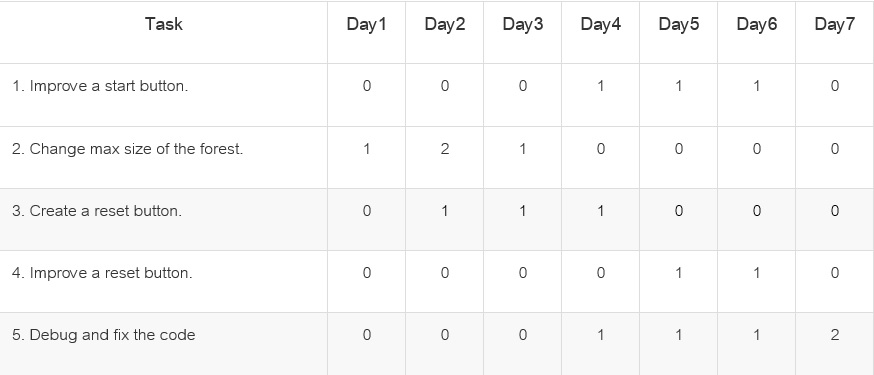 Task Day1 Day2 Day3 Day4 Day5 Day6 Day7
1. Improve a start button. 0 0 0 1 1 1 0
2. Change max size of the forest. 1 2 1 0 0 0 0
3. Create a reset button. 0 1 1 1 0 0 0
4. Improve a reset button. 0 0 0 0 1 1 0
5. Debug and fix the code 0 0 0 1 1 1 2